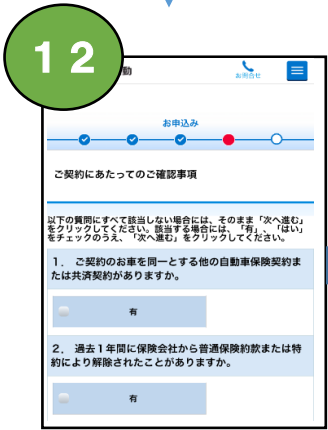 12
動
お問合せ
お申込み
ご契約にあたってのご確認事項
以下の質問にすべて該当しない場合には、そのまま「次へ進む」
をクリックしてください。該当する場合には、「有」、「はい」
をチェックのうえ、「次へ進む」をクリックしてください。
1. ご契約のお車を同一とする他の自動車保険契約ま
たは共済契約がありますか。
有
2. 過去1年間に保険会社から普通保険約款または特
約により解除されたことがありますか。
有